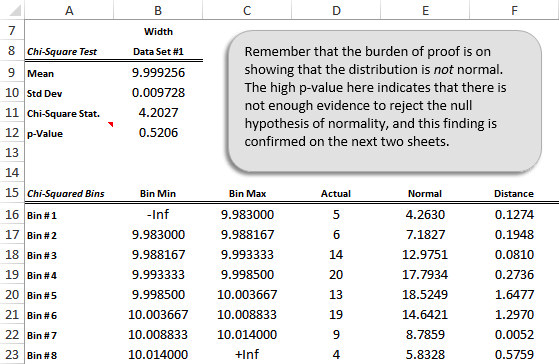 A B C D E F
7 Width
8 Chi-Square Test Data Set #1
9 Mean 9.999256
10 Std Dev 0.009728
11 Chi-Square Stat. 4.2027
12 p-Value 0.5206
13
14
Remember that the burden of proof is on
showing that the distribution is not normal.
The high p-value here indicates that there is
not enough evidence to reject the null
hypothesis of normality, and this finding is
confirmed on the next two sheets.
15 Chi-Squared Bins Bin Min Bin Max Actual Normal Distance
16 Bin #1 -Inf 9.983000 5 4.2630 0.1274
17 Bin #2 9.983000 9.988167 6 7.1827 0.1948
18 Bin #3 9.988167 9.993333 14 12.9751 0.0810
19 Bin #4 9.993333 9.998500 20 17.7934 0.2736
20 Bin #5 9.998500 10.003667 13 18.5249 1.6477
21 Bin #6 10.003667 10.008833 19 14.6421 1.2970
22 Bin #7 10.008833 10.014000 9 8.7859 0.0052
23 Bin #8 10.014000 +Inf 4 5.8328 0.5759